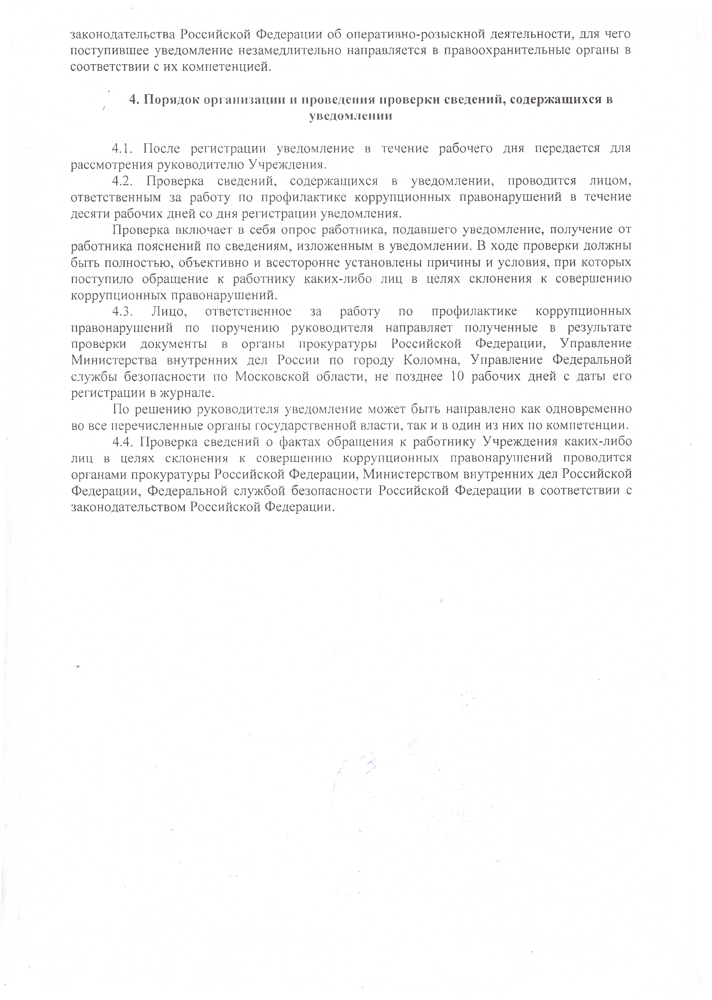 законодательства Российской Федерации об оперативно-розыскной деятельности, для чего
поступившее уведомление незамедлительно направляется в правоохранительные органы в
соответствии с их компетенцией.
4. Порядок организации и проведения проверки сведений, содержащихся в
уведомлении
4.1. После регистрации уведомление в течение рабочего дня передается для
рассмотрения руководителю Учреждения.
4.2. Проверка сведений, содержащихся в уведомлении, проводится лицом,
ответственным за работу по профилактике коррупционных правонарушений в течение
десяти рабочих дней со дня регистрации уведомления.
Проверка включает в себя опрос работника, подавшего уведомление, получение от
работника пояснений по сведениям, изложенным в уведомлении. В ходе проверки должны
быть полностью, объективно и всесторонне установлены причины и условия, при которых
поступило обращение к работнику каких-либо лиц в целях склонения к совершению
коррупционных правонарушений.
4.3. Лицо, ответственное за работу по профилактике коррупционных
правонарушений по поручению руководителя направляет полученные в результате
проверки документы в органы прокуратуры Российской Федерации, Управление
Министерства внутренних дел России по городу Коломна, Управление Федеральной
службы безопасности по Московской области, не позднее 10 рабочих дней с даты его
регистрации в журнале.
По решению руководителя уведомление может быть направлено как одновременно
во все перечисленные органы государственной власти, так и в один из них по компетенции.
4.4. Проверка сведений о фактах обращения к работнику Учреждения каких-либо
лиц в целях склонения к совершению коррупционных правонарушений проводится
органами прокуратуры Российской Федерации, Министерством внутренних дел Российской
Федерации, Федеральной службой безопасности Российской Федерации в соответствии с
законодательством Российской Федерации.